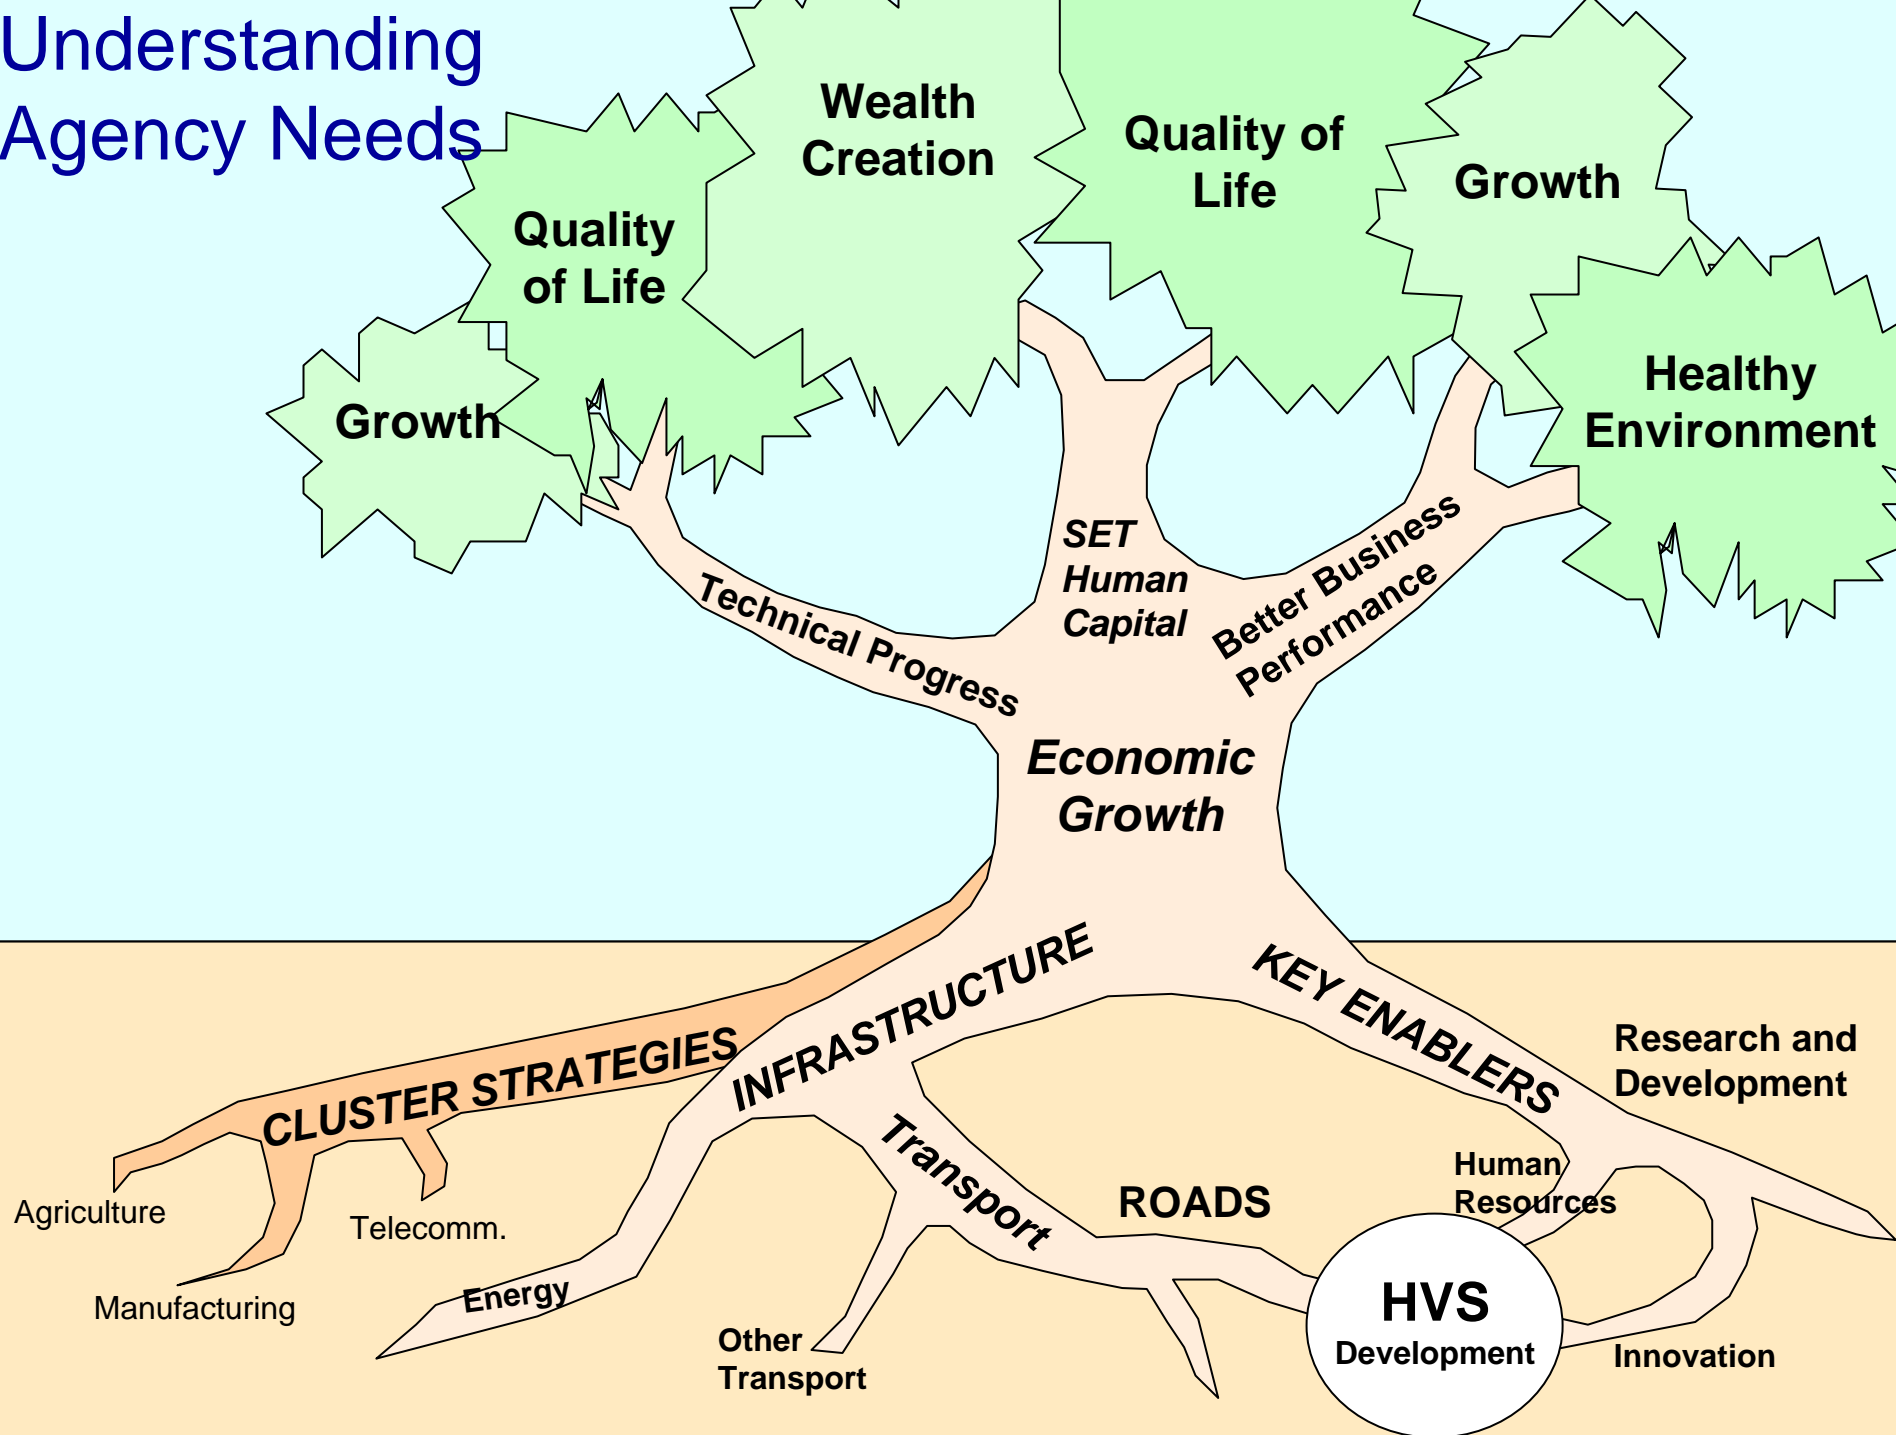 Understanding
Agency Needs
Wealth
Creation
Quality of
Life
Growth
Quality
of Life
Healthy
Environment
Growth
SET
Human
Capital
Better Business
Performance
Technical Progress
Economic
Growth
INFRASTRUCTURE
KEY ENABLERS
CLUSTER STRATEGIES
Research and
Development
Transport
Human
Resources
ROADS
Agriculture
Telecomm.
Manufacturing
Energy
HVS
Development
Other
Transport
Innovation